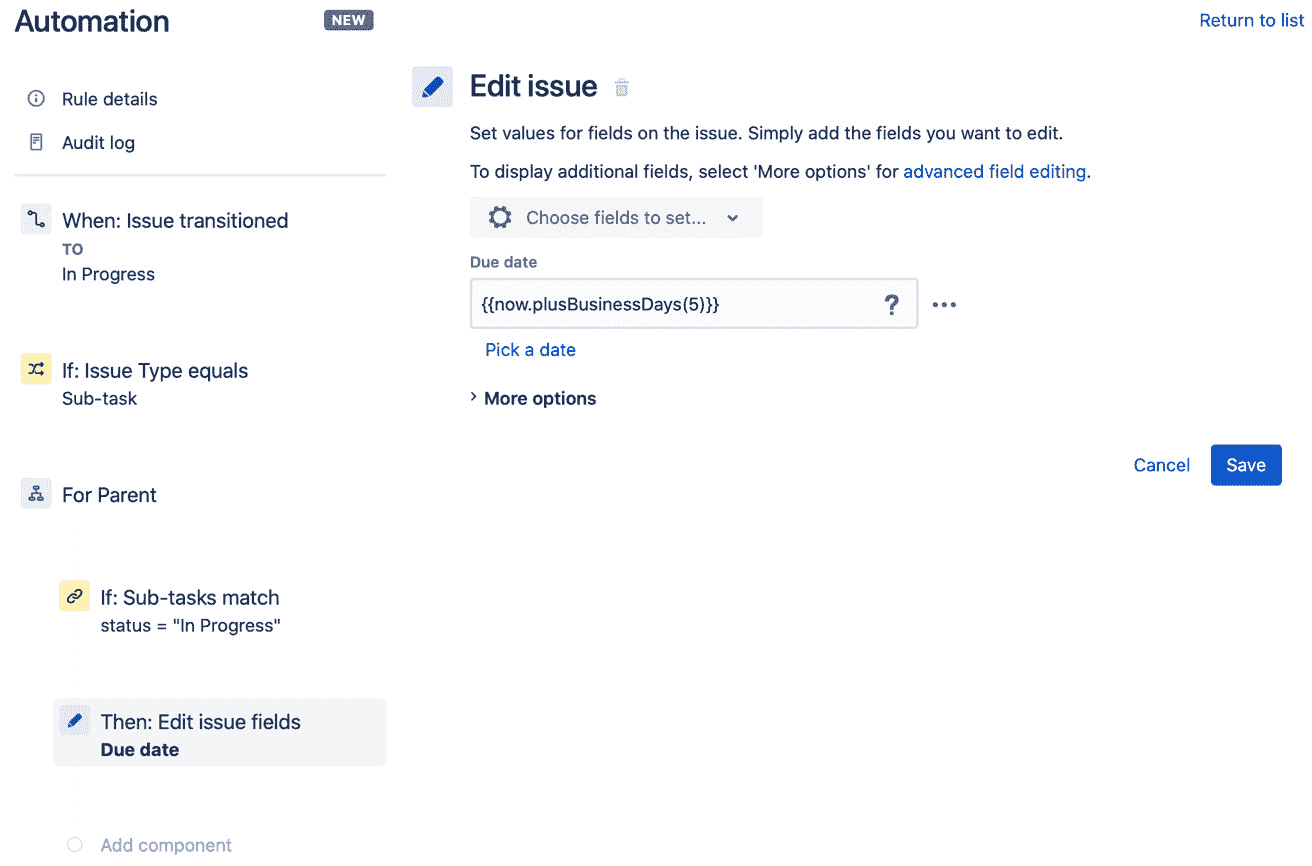 Automation
NEW
Return to list
Rule details
Audit log
When: Issue transitioned
TO
In Progress
If: Issue Type equals
Sub-task
For Parent
If: Sub-tasks match
status = "In Progress"
Then: Edit issue fields
Due date
Add component
Edit issue
Set values for fields on the issue. Simply add the fields you want to edit.
To display additional fields, select 'More options' for advanced field editing.
Choose fields to set...
Due date
{{now.plusBusinessDays(5)}}
?
Pick a date
More options
Cancel
Save